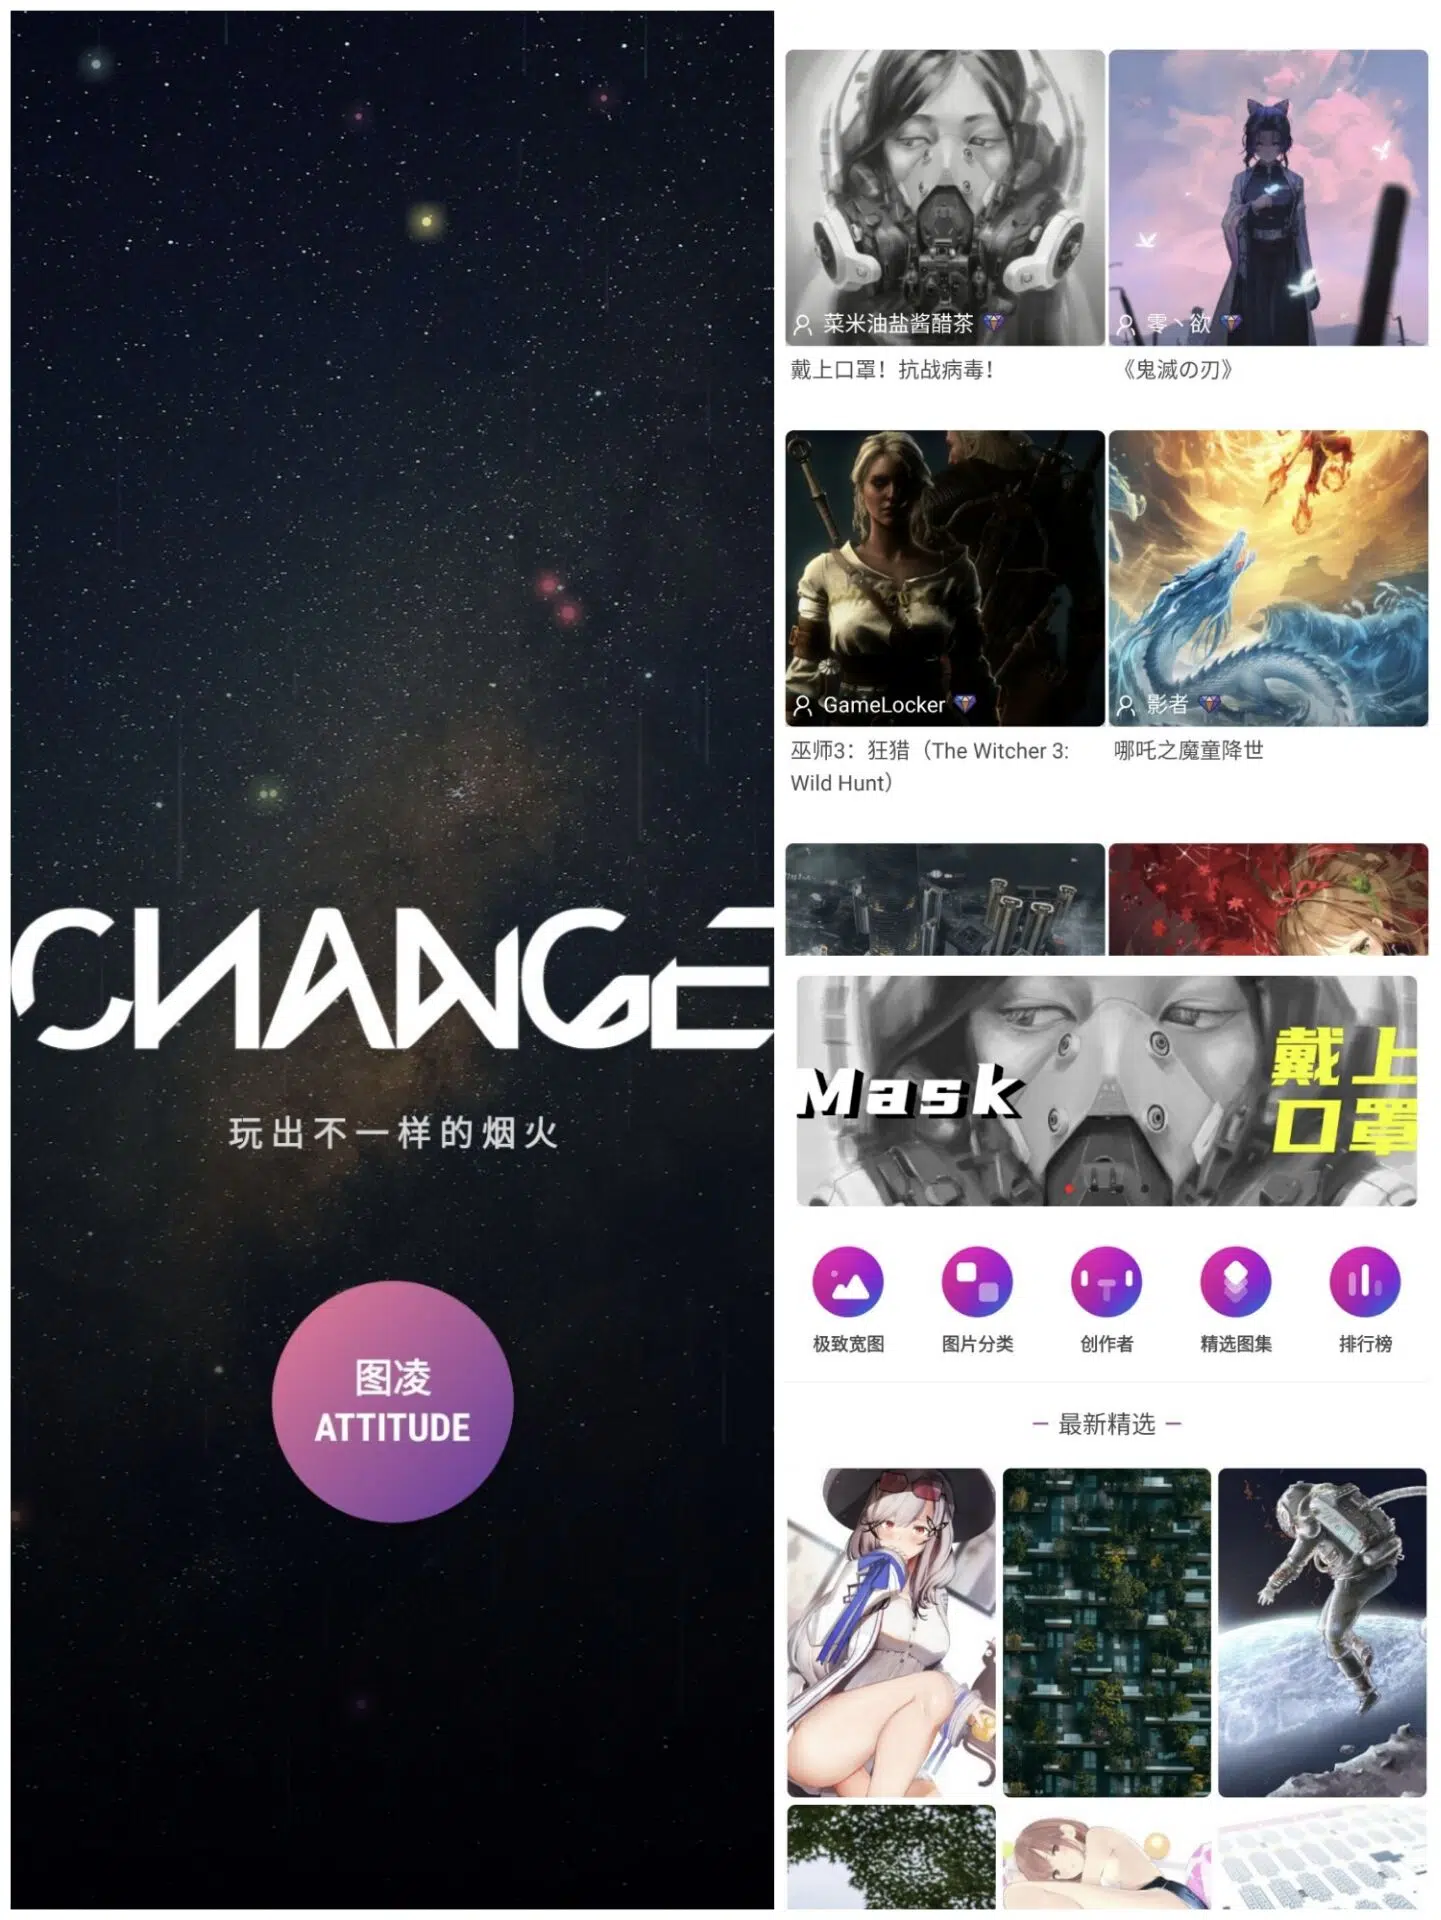 CHANGE
玩出不一样的烟火
图凌
ATTITUDE
菜米油盐酱醋茶
零丶欲
戴上口罩！抗战病毒！
《鬼滅の刃》
GameLocker
影者
巫师3：狂猎（The Witcher 3:
Wild Hunt）
哪吒之魔童降世
Mask
戴上
口罩
极致宽图
图片分类
创作者
精选图集
排行榜
最新精选